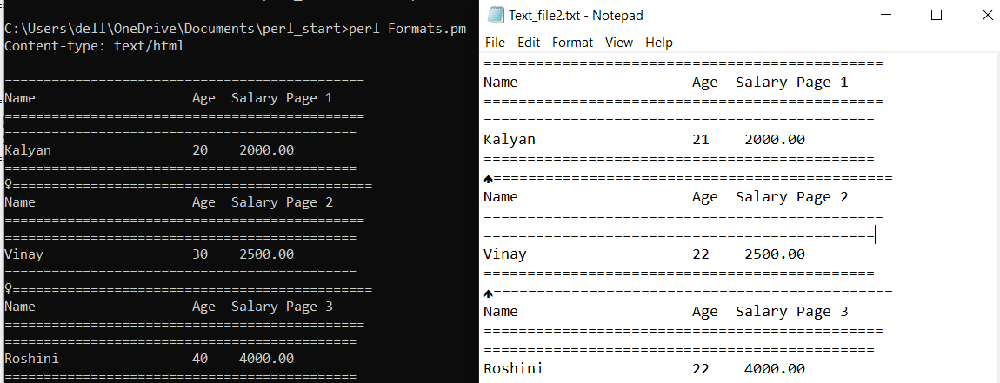 C:\Users\dell\OneDrive\Documents\perl_start>perl Formats.pm
Content-type: text/html
==============================================
Name                    Age  Salary Page 1
==============================================
=============================================
Kalyan                  20    2000.00
=============================================
♀==============================================
Name                    Age  Salary Page 2
==============================================
=============================================
Vinay                   30    2500.00
=============================================
♀==============================================
Name                    Age  Salary Page 3
==============================================
=============================================
Roshini                 40    4000.00
=============================================
Text_file2.txt - Notepad
File Edit Format View Help
==============================================
Name                    Age  Salary Page 1
==============================================
=============================================
Kalyan                  21    2000.00
=============================================
🡅==============================================
Name                    Age  Salary Page 2
==============================================
=============================================
Vinay                   22    2500.00
=============================================
🡅==============================================
Name                    Age  Salary Page 3
==============================================
=============================================
Roshini                 22    4000.00